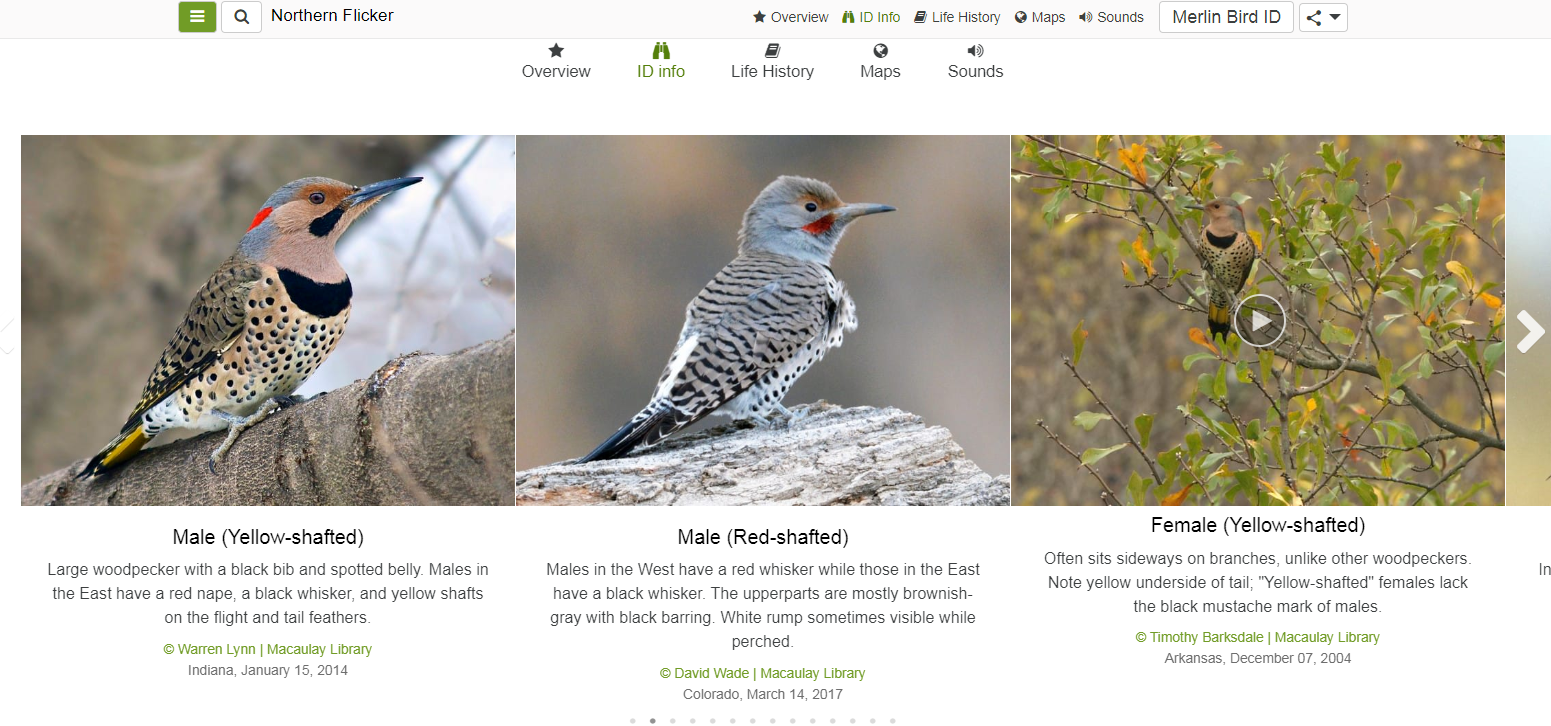 Northern Flicker
Overview ID Info Life History Maps Sounds
Merlin Bird ID
Overview ID info Life History Maps Sounds
Male (Yellow-shafted)
Large woodpecker with a black bib and spotted belly. Males in
the East have a red nape, a black whisker, and yellow shafts
on the flight and tail feathers.
© Warren Lynn | Macaulay Library
Indiana, January 15, 2014
Male (Red-shafted)
Males in the West have a red whisker while those in the East
have a black whisker. The upperparts are mostly brownish-
gray with black barring. White rump sometimes visible while
perched.
© David Wade | Macaulay Library
Colorado, March 14, 2017
Female (Yellow-shafted)
Often sits sideways on branches, unlike other woodpeckers.
Note yellow underside of tail; "Yellow-shafted" females lack
the black mustache mark of males.
© Timothy Barksdale | Macaulay Library
Arkansas, December 07, 2004
In